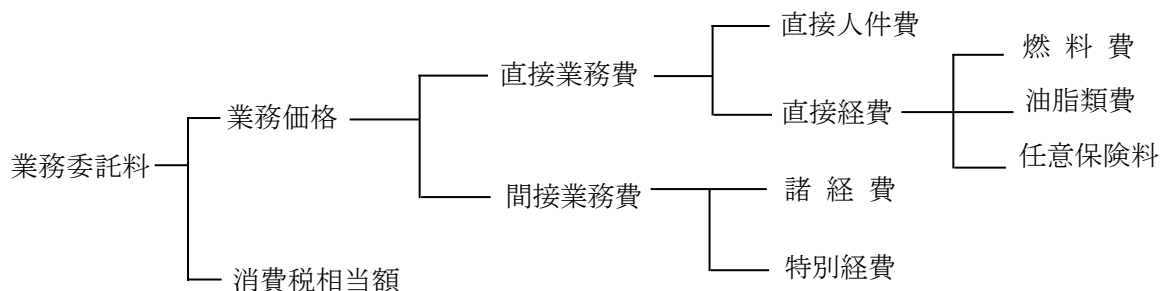 業務委託料
業務価格
直接業務費
直接人件費
直接経費
燃料費
油脂類費
任意保険料
間接業務費
諸経費
特別経費
消費税相当額